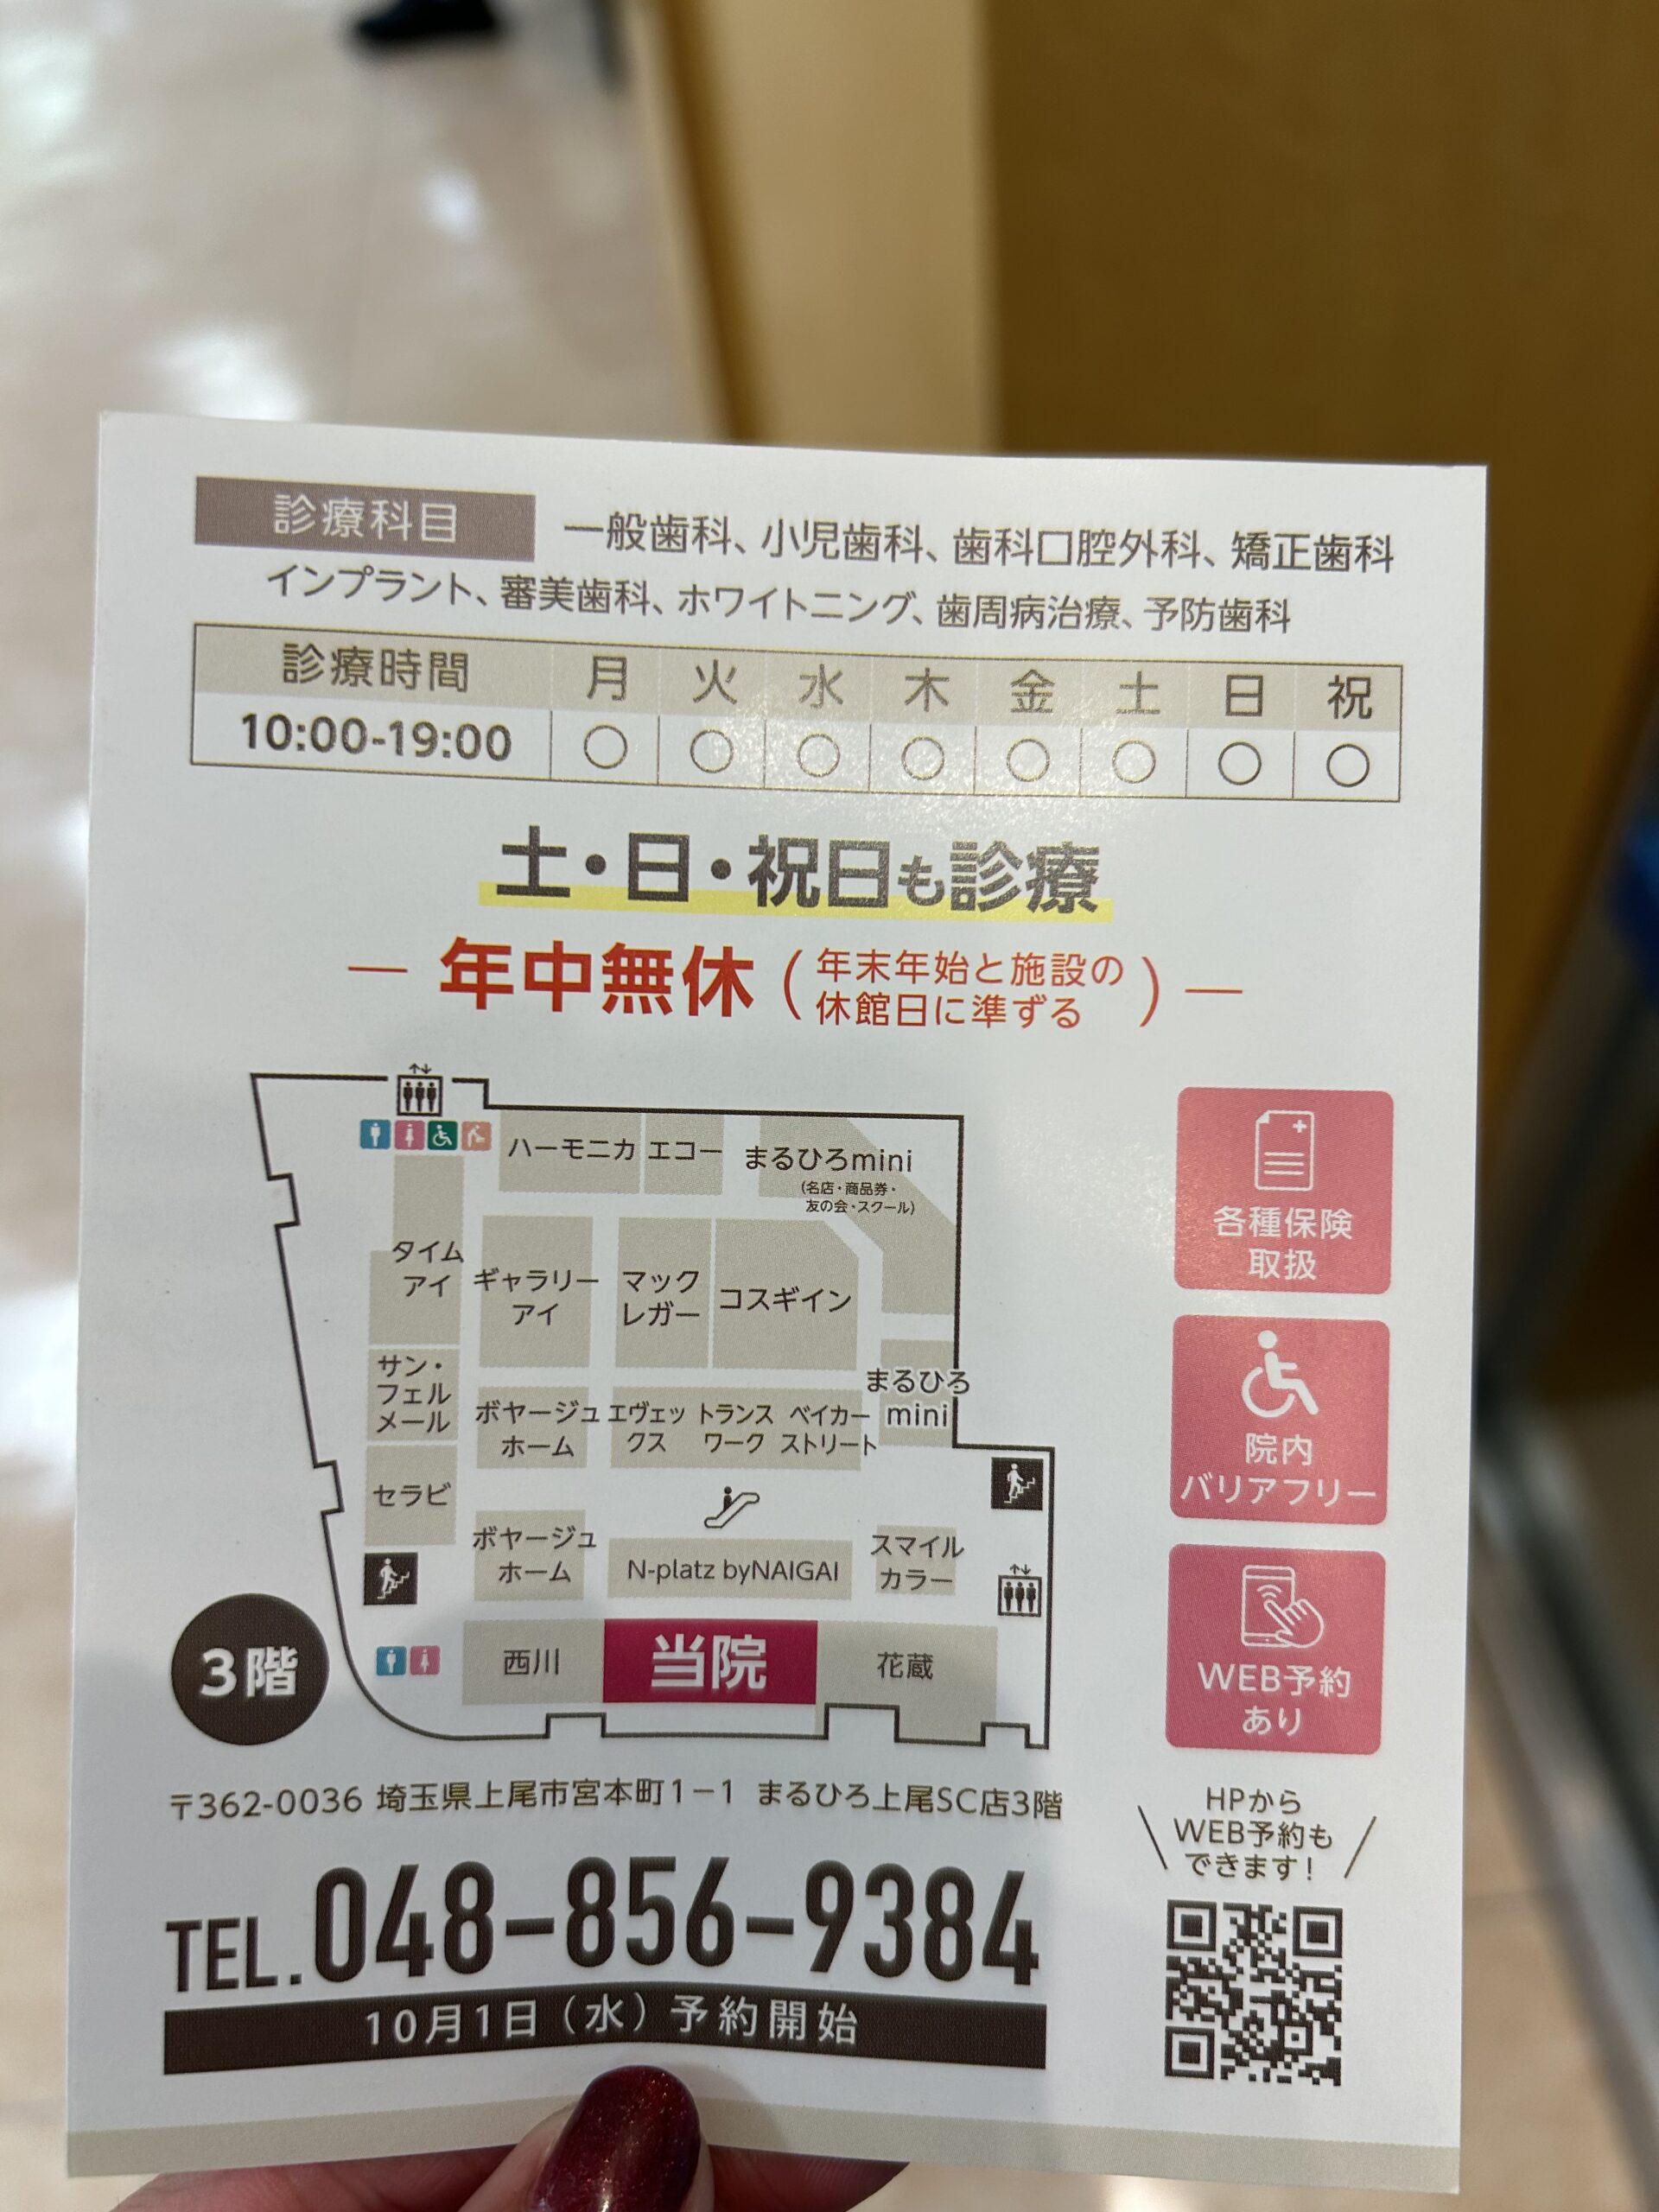 診療科目 一般歯科、小児歯科、歯科口腔外科、矯正歯科
インプラント、審美歯科、ホワイトニング、歯周病治療、予防歯科
診療時間 月 火 水 木 金 土 日 祝
10:00-19:00 ○ ○ ○ ○ ○ ○ ○ ○
土・日・祝日も診療
年中無休(年末年始と施設の
休館日に準ずる)
ハーモニカ エコー まるひろmini
(名店・商品券・
友の会・スクール)
タイム
アイ
ギャラリー
アイ
マック
レガー
コスギイン
サン・
フェル
メール
ボヤージュ
ホーム
エヴェッ
クス
トランス
ワーク
ベイカー
ストリート
まるひろ
mini
セラビ
ボヤージュ
ホーム
N-platz byNAIGAI
スマイル
カラー
3階
西川
当院
花蔵
各種保険
取扱
院内
バリアフリー
WEB予約
あり
〒362-0036 埼玉県上尾市宮本町1-1 まるひろ上尾SC店3階
TEL.048-856-9384
10月1日(水)予約開始
HPから
WEB予約も
できます!